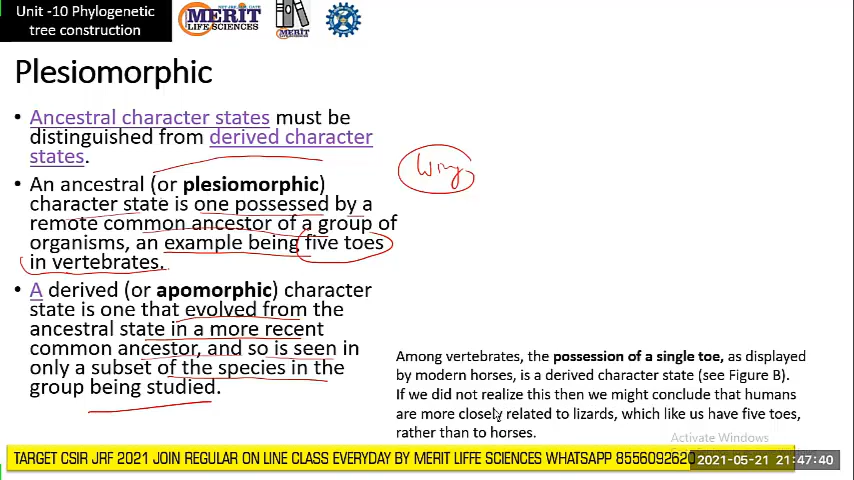 Unit -10 Phylogenetic
tree construction
MERIT
LIFE SCIENCES
MERIT
Plesiomorphic
• Ancestral character states must be
distinguished from derived character
states.
• An ancestral (or plesiomorphic)
character state is one possessed by a
remote common ancestor of a group of
organisms, an example being five toes
in vertebrates.
• A derived (or apomorphic) character
state is one that evolved from the
ancestral state in a more recent
common ancestor, and so is seen in
only a subset of the species in the
group being studied.
Wing
Among vertebrates, the possession of a single toe, as displayed
by modern horses, is a derived character state (see Figure B).
If we did not realize this then we might conclude that humans
are more closely related to lizards, which like us have five toes,
rather than to horses.
Activate Windows
TARGET CSIR JRF 2021 JOIN REGULAR ON LINE CLASS EVERYDAY BY MERIT LIFFE SCIENCES WHATSAPP 8556092620
2021-05-21 21:47:40